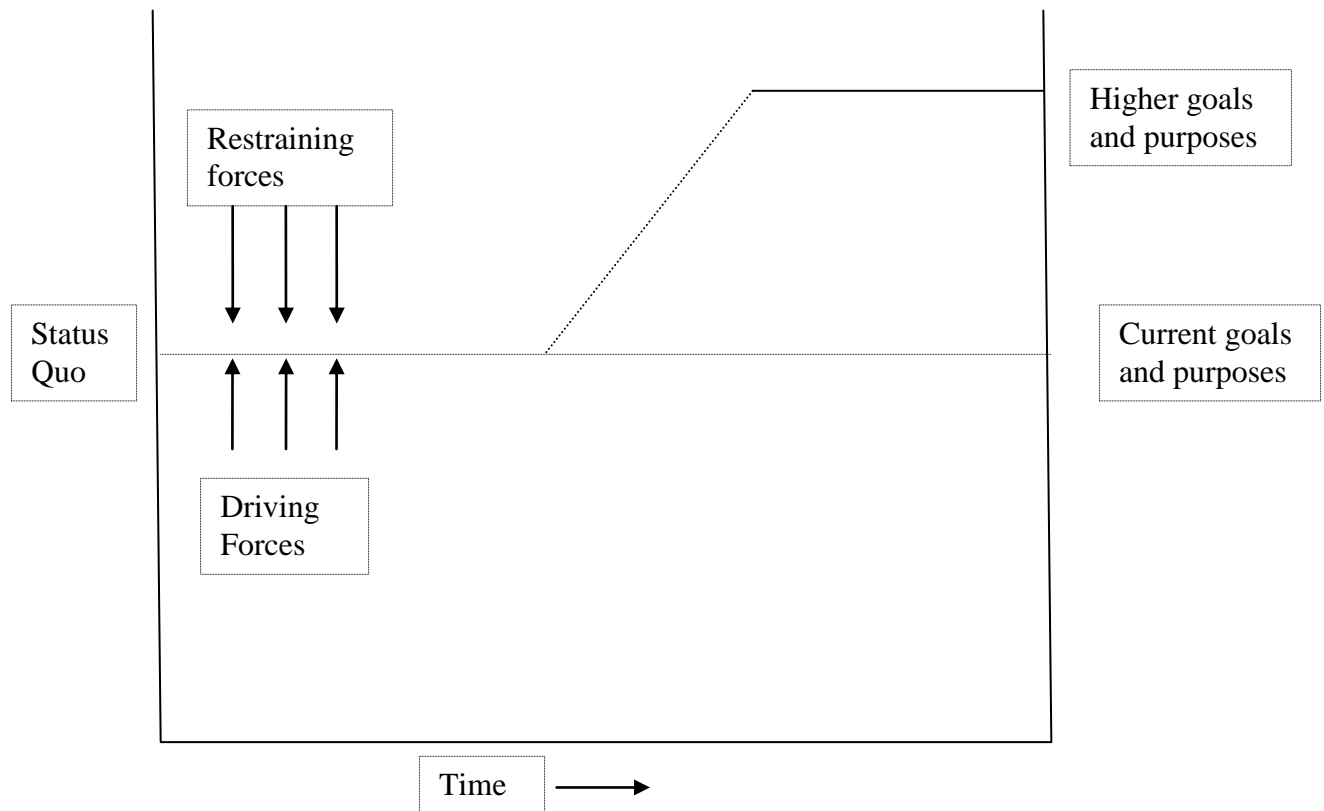 Restraining
forces
Higher goals
and purposes
Status
Quo
Current goals
and purposes
Driving
Forces
Time